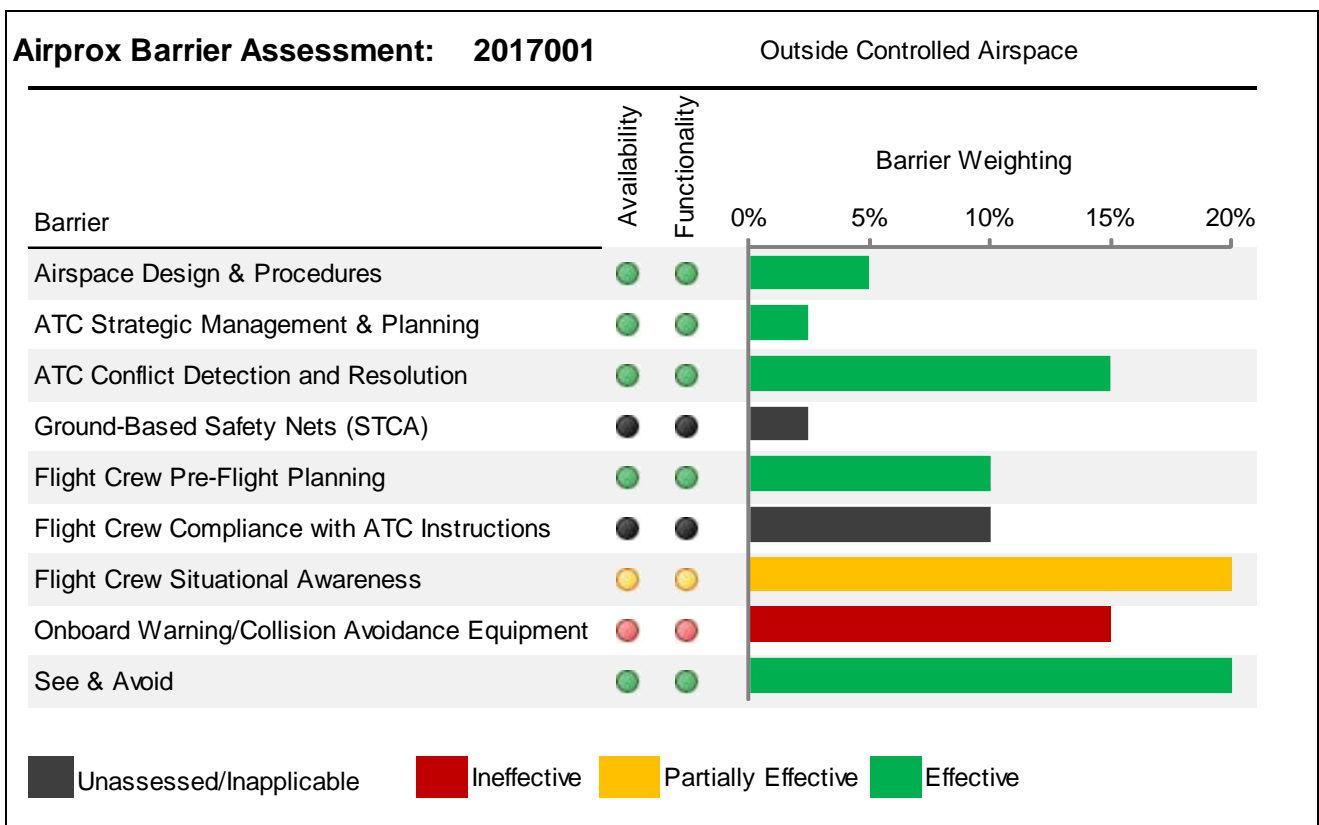 Airprox Barrier Assessment: 2017001 Outside Controlled Airspace
Availability
Functionality
Barrier Weighting
Barrier
0% 5% 10% 15% 20%
Airspace Design & Procedures
ATC Strategic Management & Planning
ATC Conflict Detection and Resolution
Ground-Based Safety Nets (STCA)
Flight Crew Pre-Flight Planning
Flight Crew Compliance with ATC Instructions
Flight Crew Situational Awareness
Onboard Warning/Collision Avoidance Equipment
See & Avoid
Unassessed/Inapplicable Ineffective Partially Effective Effective